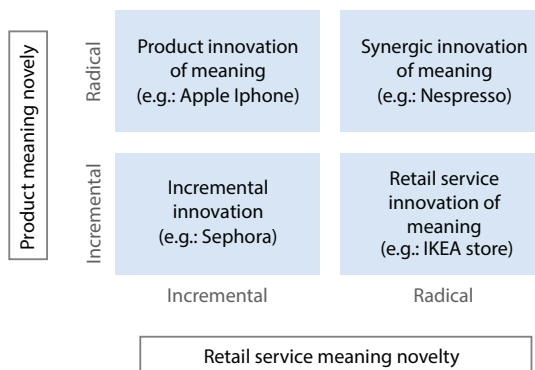 Product meaning novely
Radical
Product innovation
of meaning
(e.g.: Apple Iphone)
Synergic innovation
of meaning
(e.g.: Nespresso)
Incremental
Incremental
innovation
(e.g.: Sephora)
Retail service
innovation of
meaning
(e.g.: IKEA store)
Incremental
Radical
Retail service meaning novelty